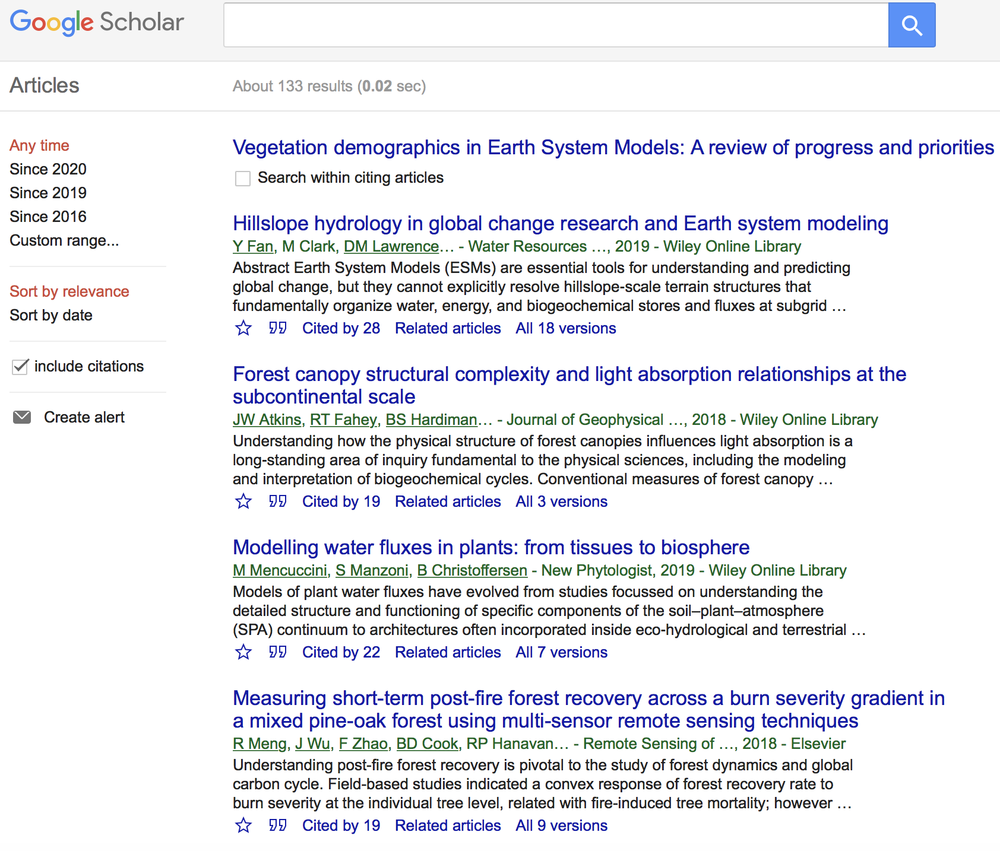 Google Scholar
Articles
About 133 results (0.02 sec)
Any time
Since 2020
Since 2019
Since 2016
Custom range...
Sort by relevance
Sort by date
include citations
Create alert
Vegetation demographics in Earth System Models: A review of progress and priorities
Search within citing articles
Hillslope hydrology in global change research and Earth system modeling
Y Fan, M Clark, DM Lawrence… - Water Resources …, 2019 - Wiley Online Library
Abstract Earth System Models (ESMs) are essential tools for understanding and predicting
global change, but they cannot explicitly resolve hillslope-scale terrain structures that
fundamentally organize water, energy, and biogeochemical stores and fluxes at subgrid …
Cited by 28 Related articles All 18 versions
Forest canopy structural complexity and light absorption relationships at the
subcontinental scale
JW Atkins, RT Fahey, BS Hardiman… - Journal of Geophysical …, 2018 - Wiley Online Library
Understanding how the physical structure of forest canopies influences light absorption is a
long-standing area of inquiry fundamental to the physical sciences, including the modeling
and interpretation of biogeochemical cycles. Conventional measures of forest canopy …
Cited by 19 Related articles All 3 versions
Modelling water fluxes in plants: from tissues to biosphere
M Mencuccini, S Manzoni, B Christoffersen - New Phytologist, 2019 - Wiley Online Library
Models of plant water fluxes have evolved from studies focussed on understanding the
detailed structure and functioning of specific components of the soil–plant–atmosphere
(SPA) continuum to architectures often incorporated inside eco-hydrological and terrestrial …
Cited by 22 Related articles All 7 versions
Measuring short-term post-fire forest recovery across a burn severity gradient in
a mixed pine-oak forest using multi-sensor remote sensing techniques
R Meng, J Wu, F Zhao, BD Cook, RP Hanavan… - Remote Sensing of …, 2018 - Elsevier
Understanding post-fire forest recovery is pivotal to the study of forest dynamics and global
carbon cycle. Field-based studies indicated a convex response of forest recovery rate to
burn severity at the individual tree level, related with fire-induced tree mortality; however …
Cited by 19 Related articles All 9 versions